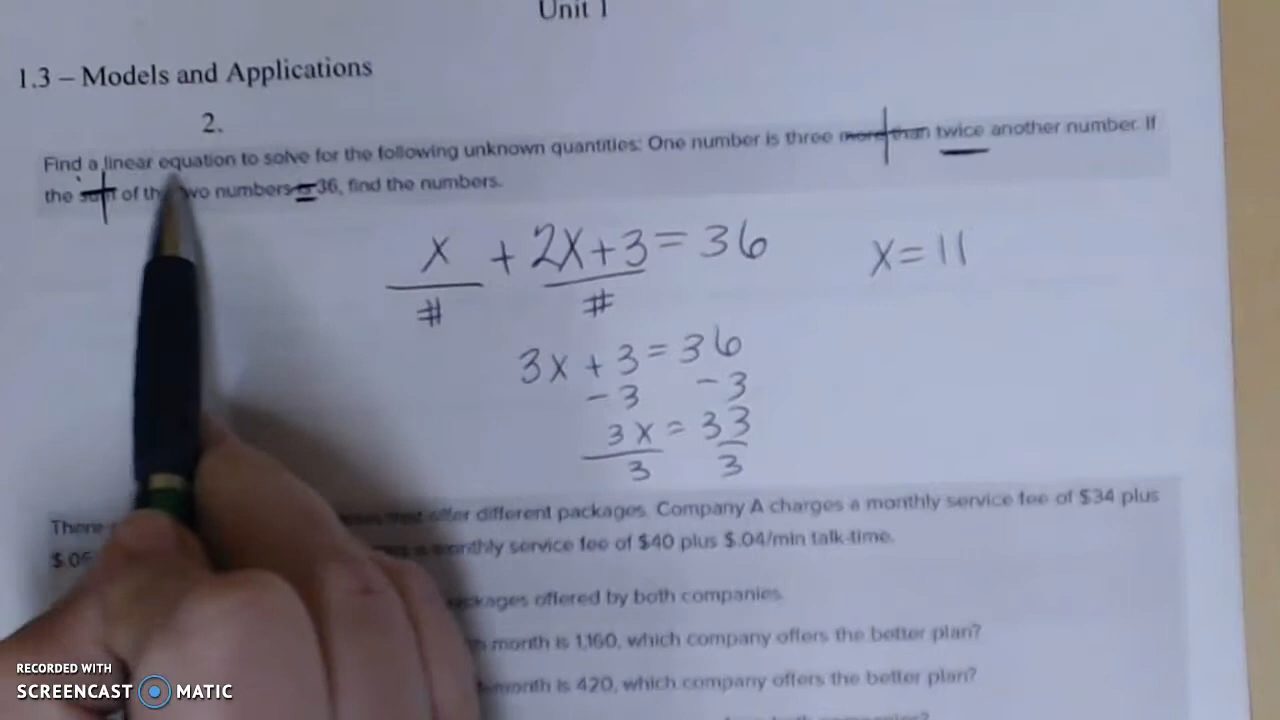 Unit 1
1.3 – Models and Applications
2.
Find a linear equation to solve for the following unknown quantities: One number is three more than twice another number. If
the sum of the two numbers is 36, find the numbers.
x + 2x+3 = 36 x = 11
# #
3x + 3 = 36
-3 -3
3x = 33
3 3
There offer different packages. Company A charges a monthly service fee of $34 plus
monthly service fee of $40 plus $.04/min talk-time.
packages offered by both companies.
month is 1,160, which company offers the better plan?
month is 420, which company offers the better plan?
both companies?
RECORDED WITH
SCREENCAST MATIC